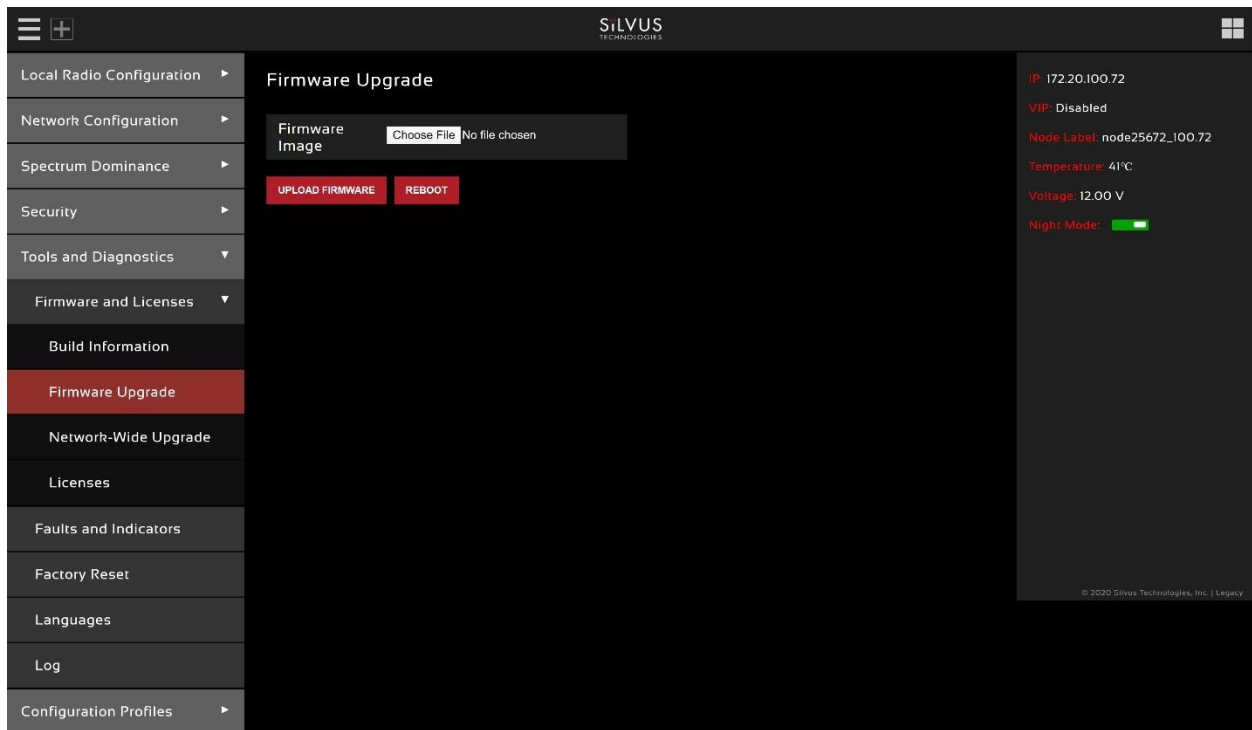 SiLVUS
TECHNOLOGIES
Local Radio Configuration
Network Configuration
Spectrum Dominance
Security
Tools and Diagnostics
Firmware and Licenses
Build Information
Firmware Upgrade
Network-Wide Upgrade
Licenses
Faults and Indicators
Factory Reset
Languages
Log
Configuration Profiles
Firmware Upgrade
Firmware
Image
Choose File No file chosen
UPLOAD FIRMWARE REBOOT
IP: 172.20.100.72
VIP: Disabled
Node Label: node25672_100.72
Temperature: 41°C
Voltage: 12.00 V
Night Mode:
© 2020 Silvus Technologies, Inc. | Legacy